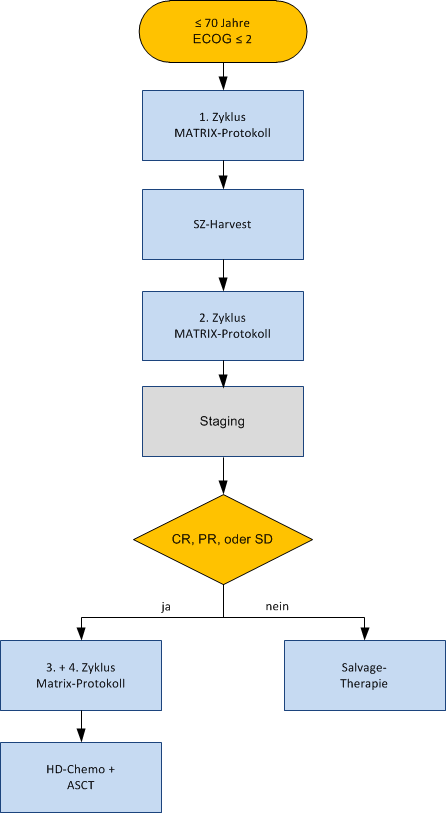 ≤ 70 Jahre
ECOG ≤ 2
1. Zyklus
MATRIX-Protokoll
SZ-Harvest
2. Zyklus
MATRIX-Protokoll
Staging
CR, PR, oder SD
ja
nein
3. + 4. Zyklus
Matrix-Protokoll
Salvage-
Therapie
HD-Chemo +
ASCT